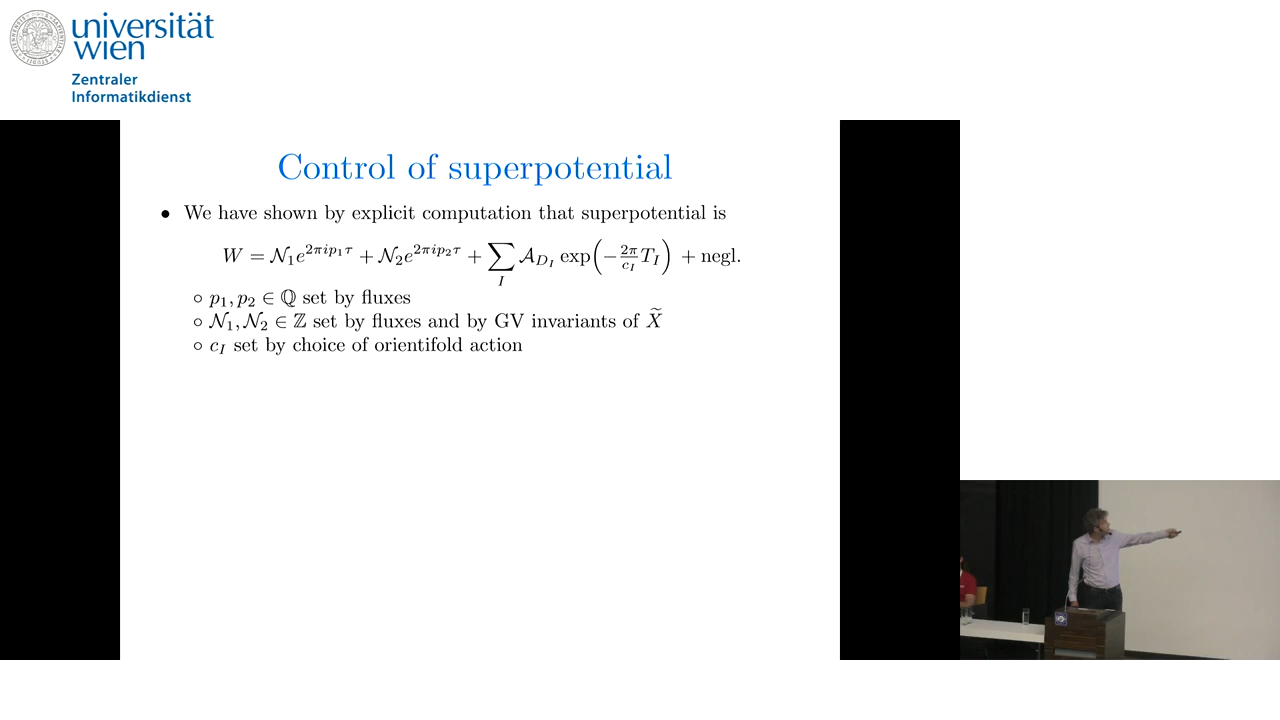 universität
wien
Zentraler
Informatikdienst
Control of superpotential
• We have shown by explicit computation that superpotential is
W = 𝒩₁e^{2πip₁τ} + 𝒩₂e^{2πip₂τ} + ∑_I 𝒜_{D_I} exp(−\frac{2π}{c_I}T_I) + negl.
∘ p₁, p₂ ∈ ℚ set by fluxes
∘ 𝒩₁, 𝒩₂ ∈ ℤ set by fluxes and by GV invariants of X̃
∘ c_I set by choice of orientifold action